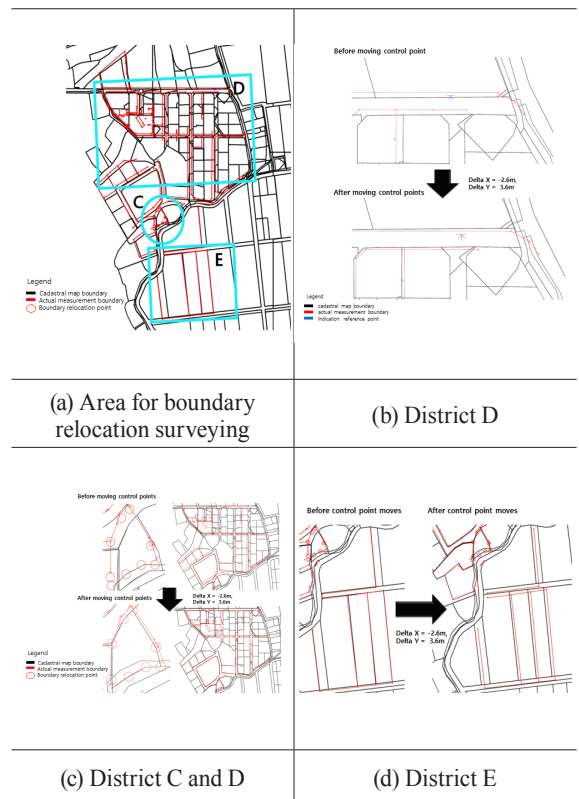 D
C
E
Legend
Cadastral map boundary
Actual measurement boundary
Boundary relocation point
(a) Area for boundary
relocation surveying
Before moving control point
Delta X = -2.6m,
Delta Y = 3.6m
After moving control points
Legend
cadastral map boundary
actual measurement boundary
Indication reference point
(b) District D
Before moving control points
After moving control points
Delta X = -2.6m,
Delta Y = 3.6m
Legend
Cadastral map boundary
Actual measurement boundary
Boundary relocation point
(c) District C and D
Before control point moves
After control point moves
Delta X = -2.6m,
Delta Y = 3.6m
(d) District E